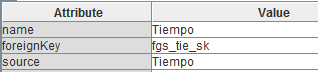 Attribute Value
name Tiempo
foreignKey fgs_tie_sk
source Tiempo